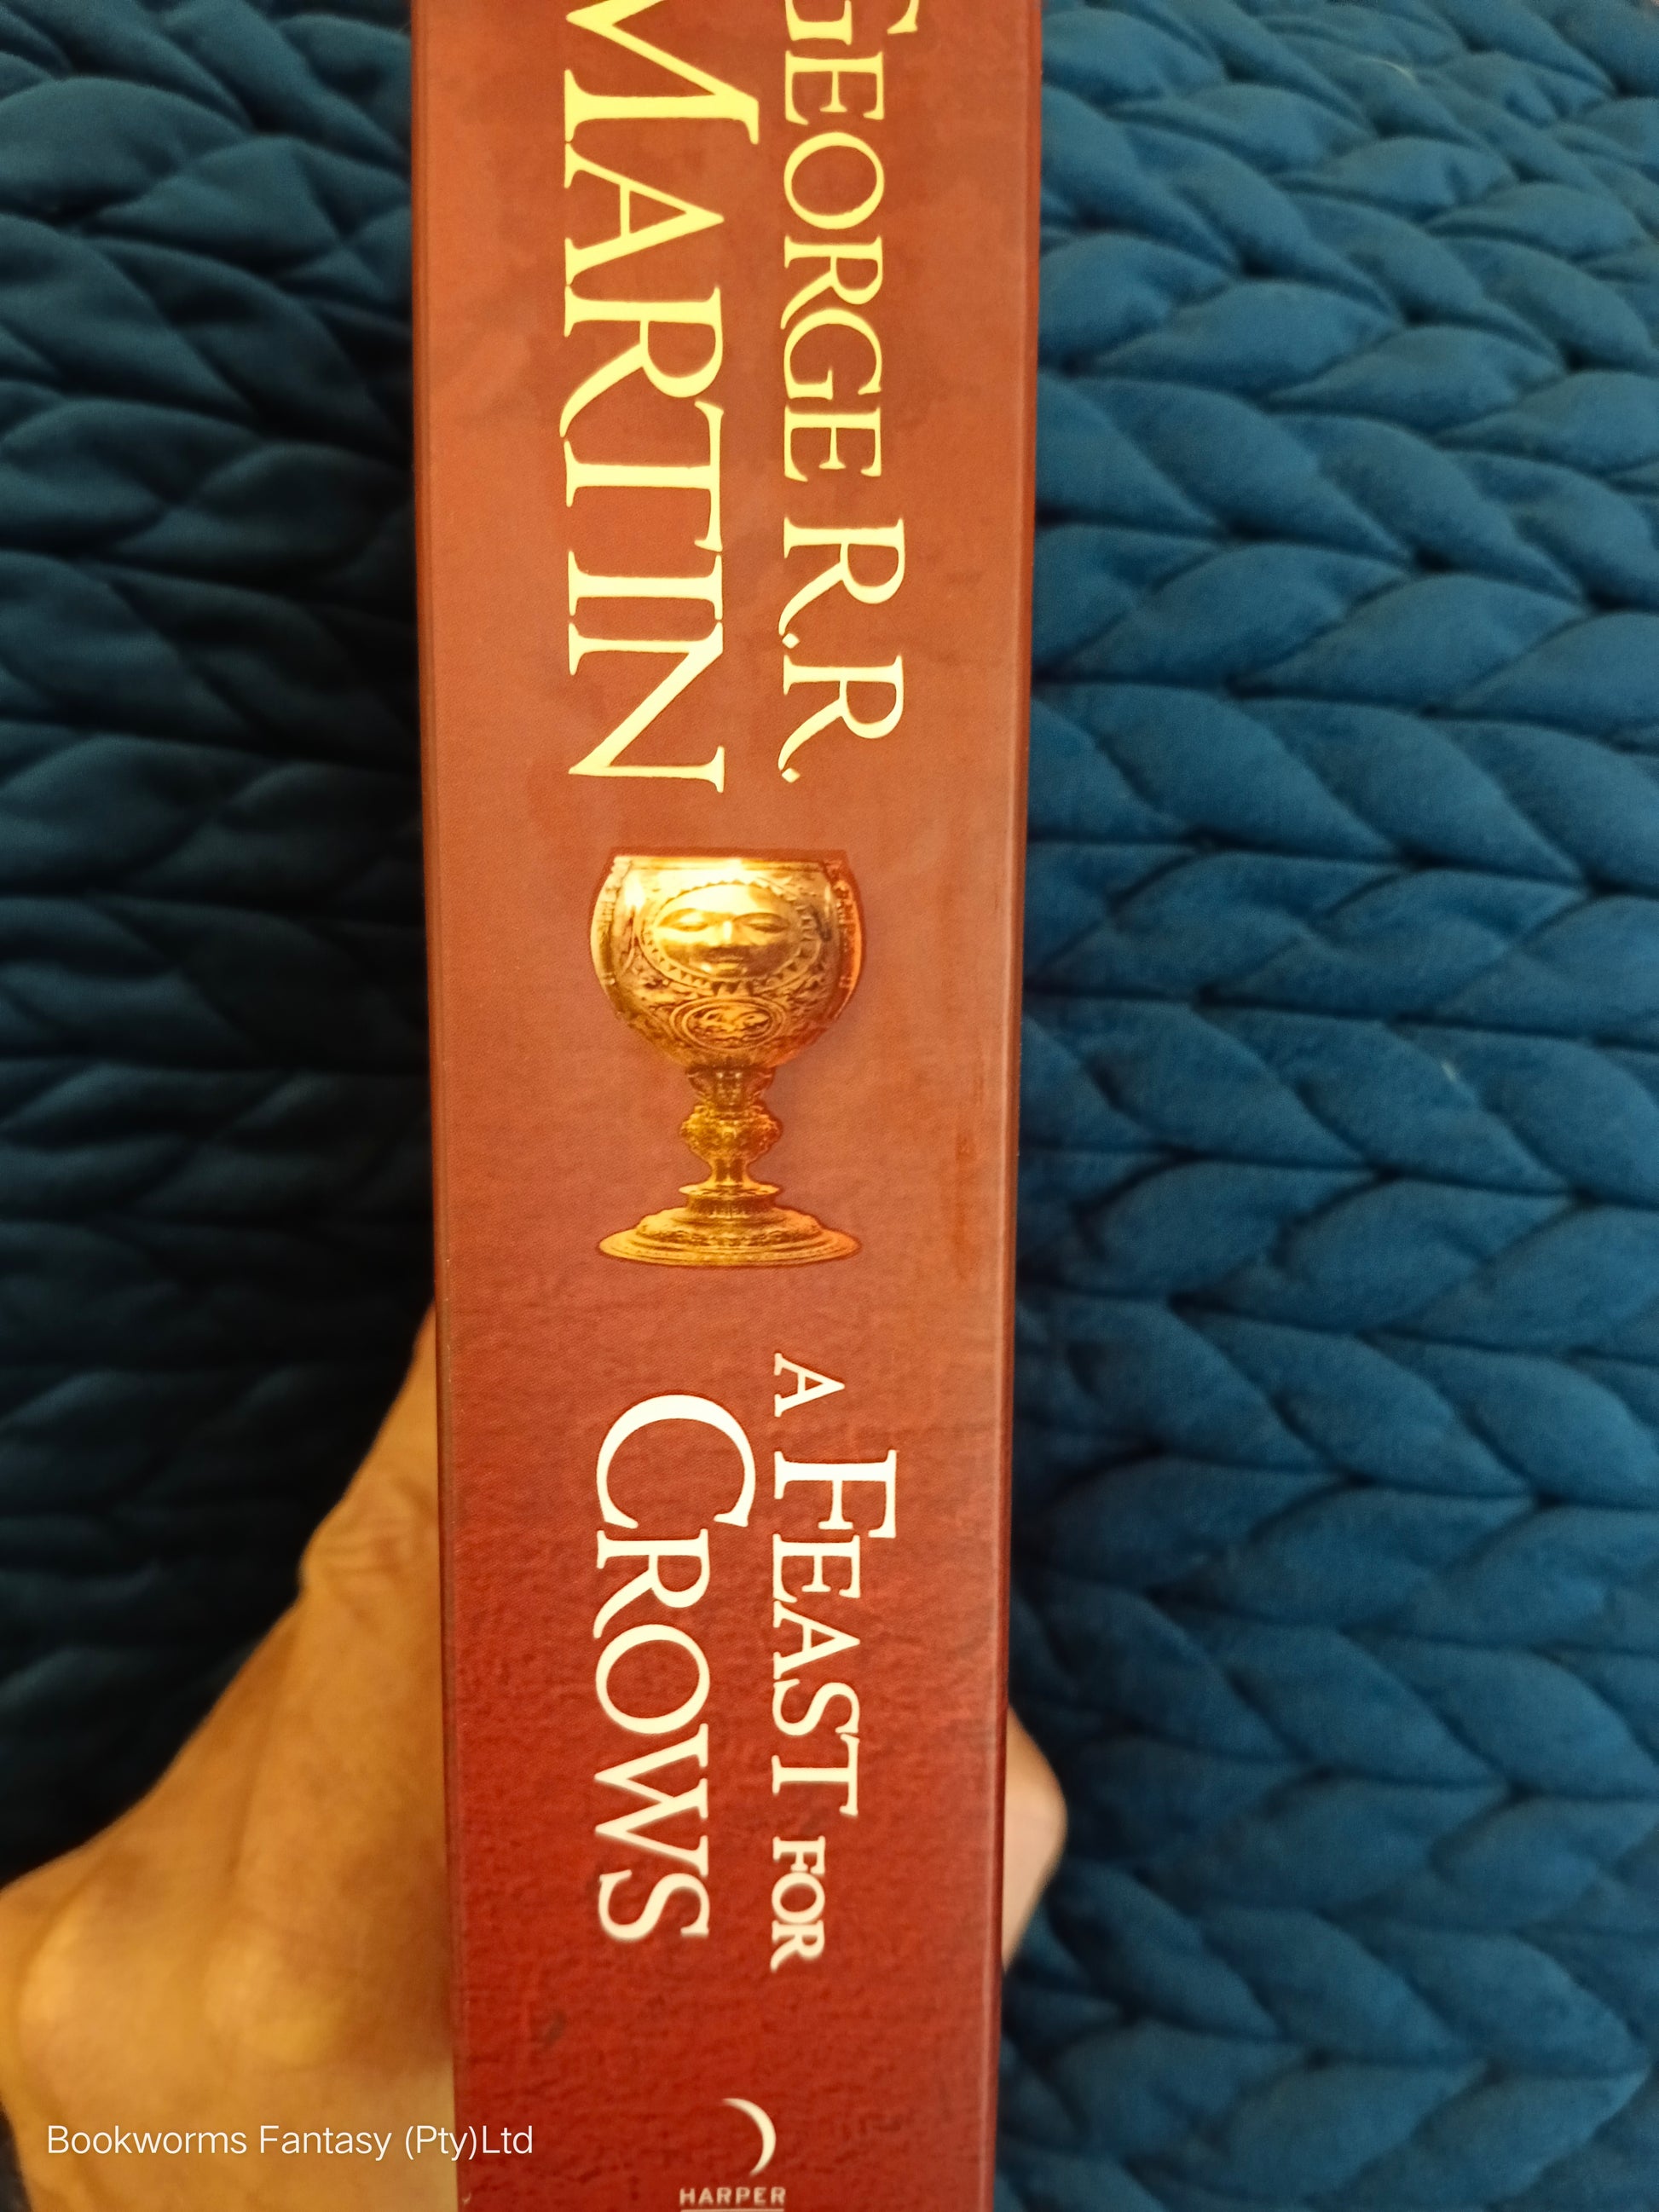 GEORGE R.R.
MARTIN
A FEAST FOR
CROWS
HARPER
Bookworms Fantasy (Pty)Ltd